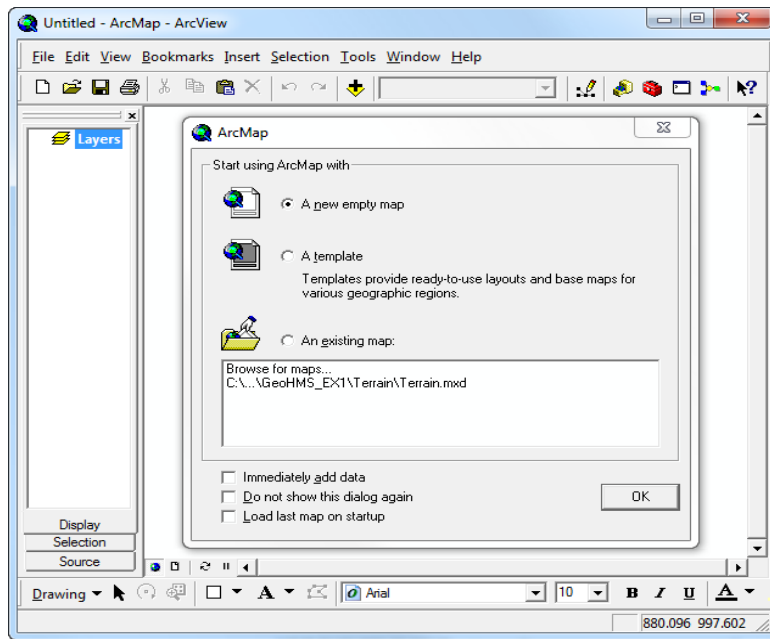 Untitled - ArcMap - ArcView
File Edit View Bookmarks Insert Selection Tools Window Help
Layers
ArcMap
Start using ArcMap with
A new empty map
A template
Templates provide ready-to-use layouts and base maps for
various geographic regions.
An existing map:
Browse for maps...
C:\...\GeoHMS_EX1\Terrain\Terrain.mxd
Immediately add data
Do not show this dialog again
Load last map on startup
OK
Display
Selection
Source
Drawing A Arial 10 B I U A
880.096 997.602